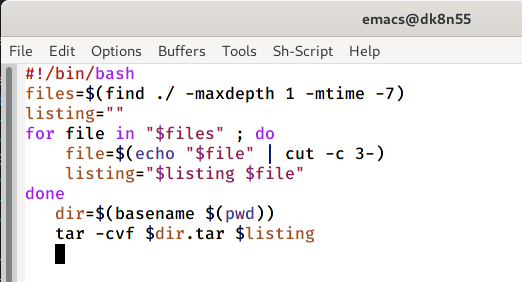 emacs@dk8n55
File Edit Options Buffers Tools Sh-Script Help
#!/bin/bash
files=$(find ./ -maxdepth 1 -mtime -7)
listing=""
for file in "$files" ; do
    file=$(echo "$file" | cut -c 3-)
    listing="$listing $file"
done
   dir=$(basename $(pwd))
   tar -cvf $dir.tar $listing